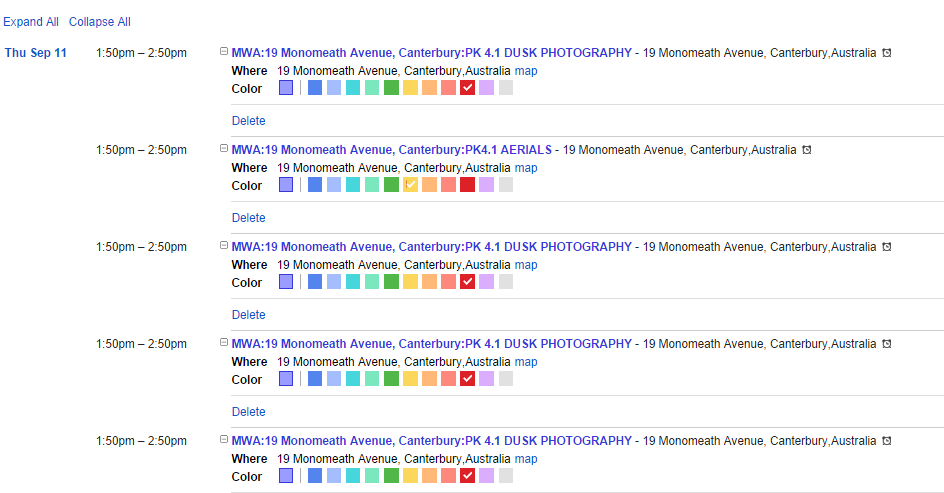 Expand All Collapse All
Thu Sep 11 1:50pm – 2:50pm MWA:19 Monomeath Avenue, Canterbury:PK 4.1 DUSK PHOTOGRAPHY - 19 Monomeath Avenue, Canterbury,Australia
Where 19 Monomeath Avenue, Canterbury,Australia map
Color
Delete
1:50pm – 2:50pm MWA:19 Monomeath Avenue, Canterbury:PK4.1 AERIALS - 19 Monomeath Avenue, Canterbury,Australia
Where 19 Monomeath Avenue, Canterbury,Australia map
Color
Delete
1:50pm – 2:50pm MWA:19 Monomeath Avenue, Canterbury:PK 4.1 DUSK PHOTOGRAPHY - 19 Monomeath Avenue, Canterbury,Australia
Where 19 Monomeath Avenue, Canterbury,Australia map
Color
Delete
1:50pm – 2:50pm MWA:19 Monomeath Avenue, Canterbury:PK 4.1 DUSK PHOTOGRAPHY - 19 Monomeath Avenue, Canterbury,Australia
Where 19 Monomeath Avenue, Canterbury,Australia map
Color
Delete
1:50pm – 2:50pm MWA:19 Monomeath Avenue, Canterbury:PK 4.1 DUSK PHOTOGRAPHY - 19 Monomeath Avenue, Canterbury,Australia
Where 19 Monomeath Avenue, Canterbury,Australia map
Color